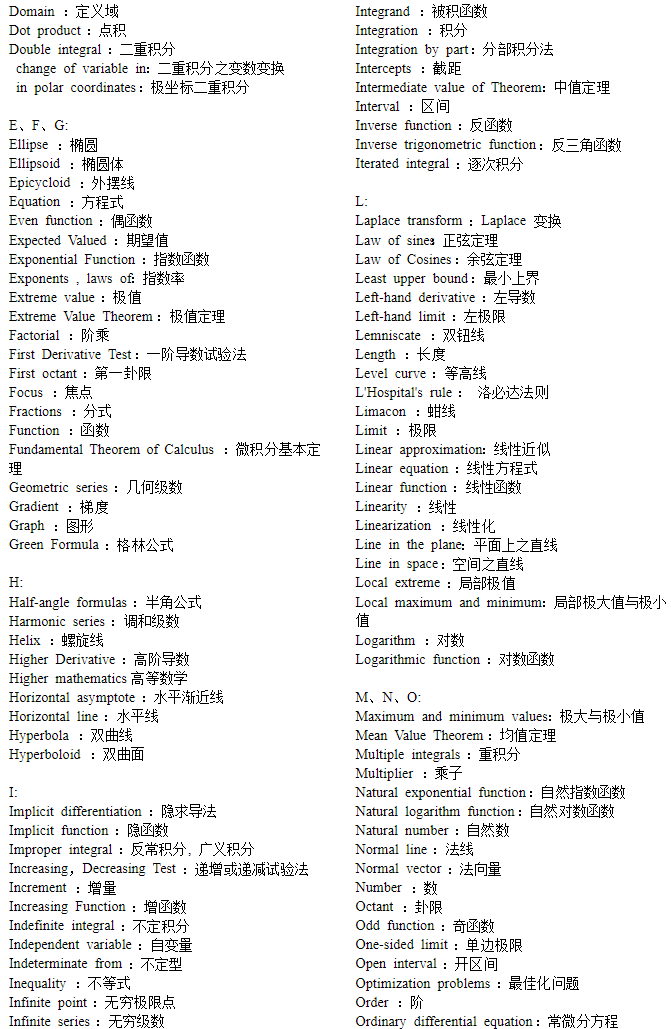 Domain ：定义域
Dot product ：点积
Double integral ：二重积分
change of variable in：二重积分之变数变换
in polar coordinates：极坐标二重积分
E、F、G:
Ellipse ：椭圆
Ellipsoid ：椭圆体
Epicycloid ：外摆线
Equation ：方程式
Even function ：偶函数
Expected Valued ：期望值
Exponential Function ：指数函数
Exponents , laws of：指数率
Extreme value ：极值
Extreme Value Theorem ：极值定理
Factorial ：阶乘
First Derivative Test ：一阶导数试验法
First octant ：第一卦限
Focus ：焦点
Fractions ：分式
Function ：函数
Fundamental Theorem of Calculus ：微积分基本定
理
Geometric series ：几何级数
Gradient ：梯度
Graph ：图形
Green Formula ：格林公式
H:
Half-angle formulas ：半角公式
Harmonic series ：调和级数
Helix ：螺旋线
Higher Derivative ：高阶导数
Higher mathematics 高等数学
Horizontal asymptote ：水平渐近线
Horizontal line ：水平线
Hyperbola ：双曲线
Hyperboloid ：双曲面
I:
Implicit differentiation ：隐求导法
Implicit function ：隐函数
Improper integral ：反常积分, 广义积分
Increasing，Decreasing Test ：递增或递减试验法
Increment ：增量
Increasing Function ：增函数
Indefinite integral ：不定积分
Independent variable ：自变量
Indeterminate from ：不定型
Inequality ：不等式
Infinite point ：无穷极限点
Infinite series ：无穷级数
Integrand ：被积函数
Integration ：积分
Integration by part ：分部积分法
Intercepts ：截距
Intermediate value of Theorem：中值定理
Interval ：区间
Inverse function ：反函数
Inverse trigonometric function ：反三角函数
Iterated integral ：逐次积分
L:
Laplace transform ：Laplace 变换
Law of sines：正弦定理
Law of Cosines ：余弦定理
Least upper bound ：最小上界
Left-hand derivative ：左导数
Left-hand limit ：左极限
Lemniscate ：双钮线
Length ：长度
Level curve ：等高线
L'Hospital's rule ： 洛必达法则
Limacon ：蚶线
Limit ：极限
Linear approximation：线性近似
Linear equation ：线性方程式
Linear function ：线性函数
Linearity ：线性
Linearization ：线性化
Line in the plane：平面上之直线
Line in space ：空间之直线
Local extreme ：局部极值
Local maximum and minimum：局部极大值与极小
值
Logarithm ：对数
Logarithmic function ：对数函数
M、N、O:
Maximum and minimum values：极大与极小值
Mean Value Theorem ：均值定理
Multiple integrals ：重积分
Multiplier ：乘子
Natural exponential function ：自然指数函数
Natural logarithm function ：自然对数函数
Natural number ：自然数
Normal line ：法线
Normal vector ：法向量
Number ：数
Octant ：卦限
Odd function ：奇函数
One-sided limit ：单边极限
Open interval ：开区间
Optimization problems ：最佳化问题
Order ：阶
Ordinary differential equation ：常微分方程